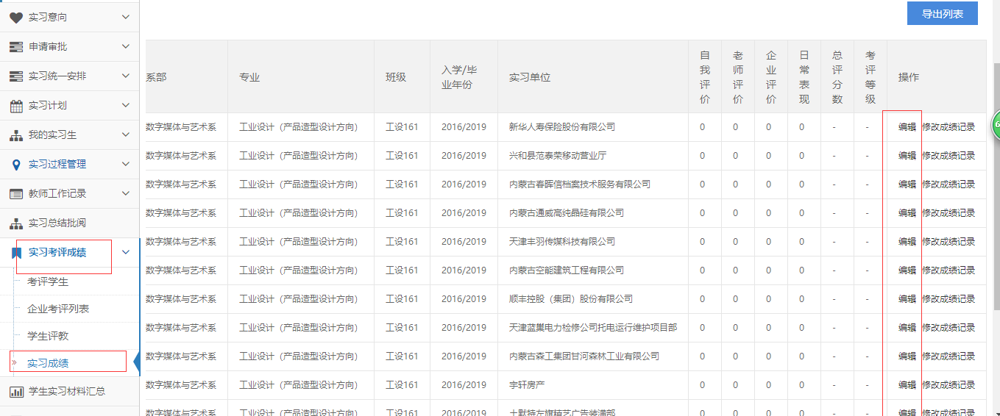 实习意向
申请审批
实习统一安排
实习计划
我的实习生
实习过程管理
教师工作记录
实习总结批阅
实习考评成绩
考评学生
企业考评列表
学生评教
实习成绩
学生实习材料汇总
导出列表
系部 专业 班级 入学/毕业年份 实习单位 自我评价 老师评价 企业评价 日常表现 总评分数 考评等级 操作
数字媒体与艺术系 工业设计（产品造型设计方向） 工设161 2016/2019 新华人寿保险股份有限公司 0 0 0 0 - - 编辑 修改成绩记录
数字媒体与艺术系 工业设计（产品造型设计方向） 工设161 2016/2019 兴和县范泰荣移动营业厅 0 0 0 0 - - 编辑 修改成绩记录
数字媒体与艺术系 工业设计（产品造型设计方向） 工设161 2016/2019 内蒙古春晖信档案技术服务有限公司 0 0 0 0 - - 编辑 修改成绩记录
数字媒体与艺术系 工业设计（产品造型设计方向） 工设161 2016/2019 内蒙古通威高纯晶硅有限公司 0 0 0 0 - - 编辑 修改成绩记录
数字媒体与艺术系 工业设计（产品造型设计方向） 工设161 2016/2019 天津丰羽传媒科技有限公司 0 0 0 0 - - 编辑 修改成绩记录
数字媒体与艺术系 工业设计（产品造型设计方向） 工设161 2016/2019 内蒙古空能建筑工程有限公司 0 0 0 0 - - 编辑 修改成绩记录
数字媒体与艺术系 工业设计（产品造型设计方向） 工设161 2016/2019 顺丰控股（集团）股份有限公司 0 0 0 0 - - 编辑 修改成绩记录
数字媒体与艺术系 工业设计（产品造型设计方向） 工设161 2016/2019 天津蓝巢电力检修公司托电运行维护项目部 0 0 0 0 - - 编辑 修改成绩记录
数字媒体与艺术系 工业设计（产品造型设计方向） 工设161 2016/2019 内蒙古森工集团甘河森林工业有限公司 0 0 0 0 - - 编辑 修改成绩记录
数字媒体与艺术系 工业设计（产品造型设计方向） 工设161 2016/2019 宇轩房产 0 0 0 0 - - 编辑 修改成绩记录
数字媒体与艺术系 工业设计（产品造型设计方向） 工设161 2016/2019 土默特左旗植艺广告装潢部 0 0 0 0 - - 编辑 修改成绩记录
6